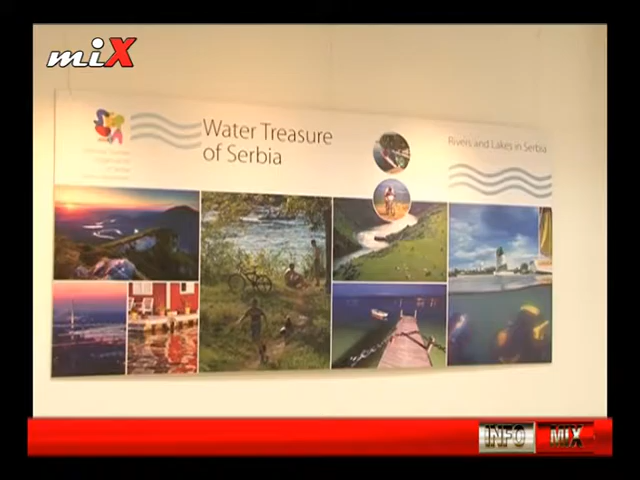 miX
Water Treasure
of Serbia
Rivers and Lakes in Serbia
INFO MIX